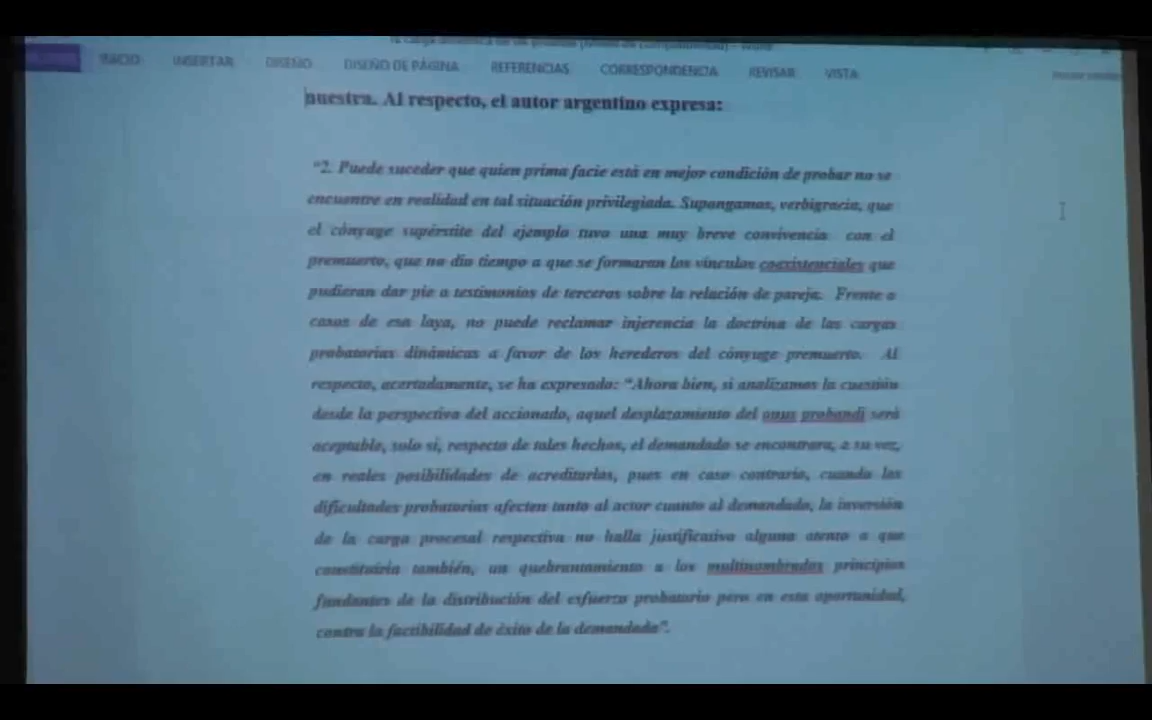 INICIO INSERTAR DISEÑO DISEÑO DE PÁGINA REFERENCIAS CORRESPONDENCIA REVISAR VISTA
nuestra. Al respecto, el autor argentino expresa:
“2. Puede suceder que quien prima facie está en mejor condición de probar no se
encuentre en realidad en tal situación privilegiada. Supongamos, verbigracia, que
el cónyuge supérstite del ejemplo tuvo una muy breve convivencia con el
premuerto, que no dio tiempo a que se formaran los vínculos coexistenciales que
pudieran dar pie a testimonios de terceros sobre la relación de pareja. Frente a
casos de esa laya, no puede reclamar injerencia la doctrina de las cargas
probatorias dinámicas a favor de los herederos del cónyuge premuerto. Al
respecto, acertadamente, se ha expresado: “Ahora bien, si analizamos la cuestión
desde la perspectiva del accionado, aquel desplazamiento del onus probandi será
aceptable, solo si, respecto de tales hechos, el demandado se encontrara, a su vez,
en reales posibilidades de acreditarlos, pues en caso contrario, cuando las
dificultades probatorias afecten tanto al actor cuanto al demandado, la inversión
de la carga procesal respectiva no halla justificativo alguno atento a que
constituiría también, un quebrantamiento a los multinombrados principios
fundantes de la distribución del esfuerzo probatorio pero en esta oportunidad,
contra la factibilidad de éxito de la demandada”.